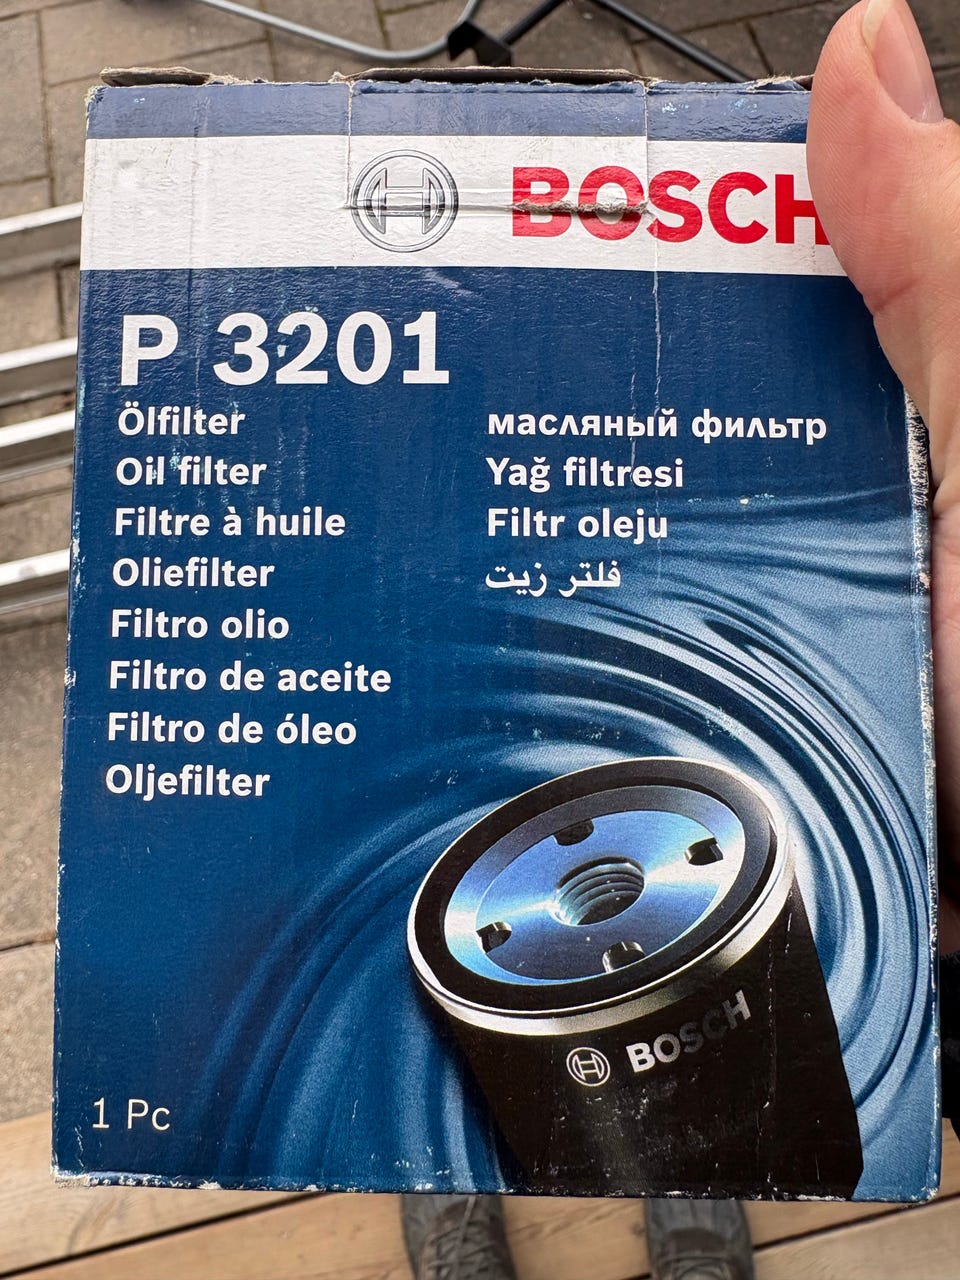 BOSCH
P 3201
Ölfilter
Oil filter
Filtre à huile
Oliefilter
Filtro olio
Filtro de aceite
Filtro de óleo
Oljefilter
масляный фильтр
Yağ filtresi
Filtr oleju
فلتر زيت
BOSCH
1 Pc